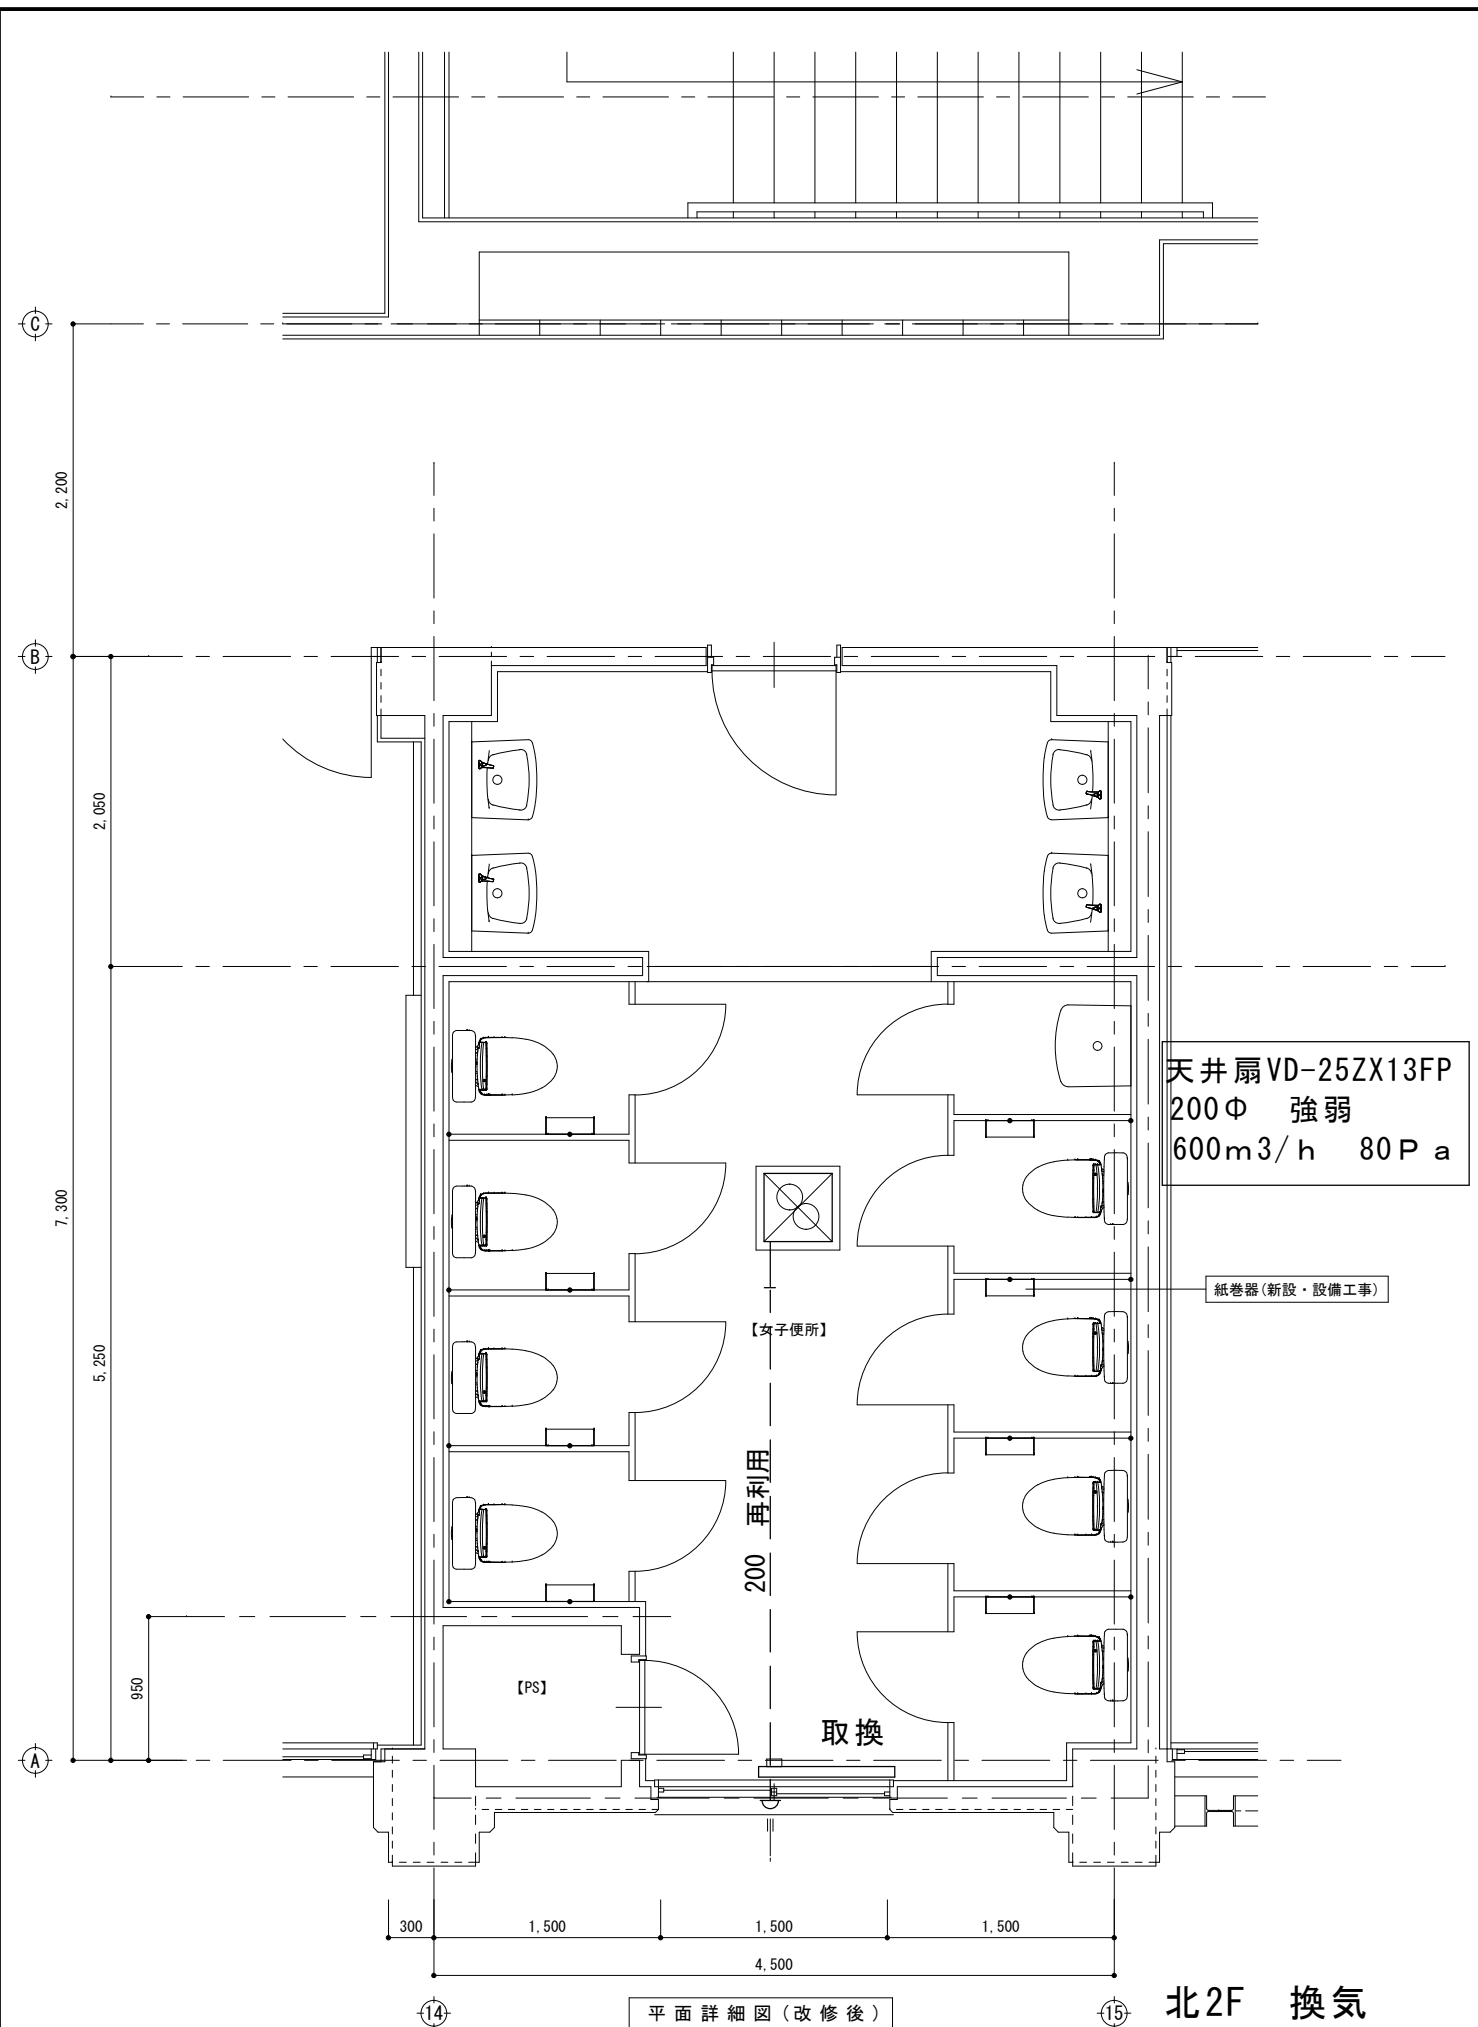 C
2,200
B
2,050
7,300
5,250
950
A
天井扇VD-25ZX13FP
200Φ 強弱
600m3/h 80Pa
紙巻器(新設・設備工事)
【女子便所】
200 再利用
【PS】
取換
300
1,500
1,500
1,500
4,500
14
15
平面詳細図(改修後)
北2F 換気